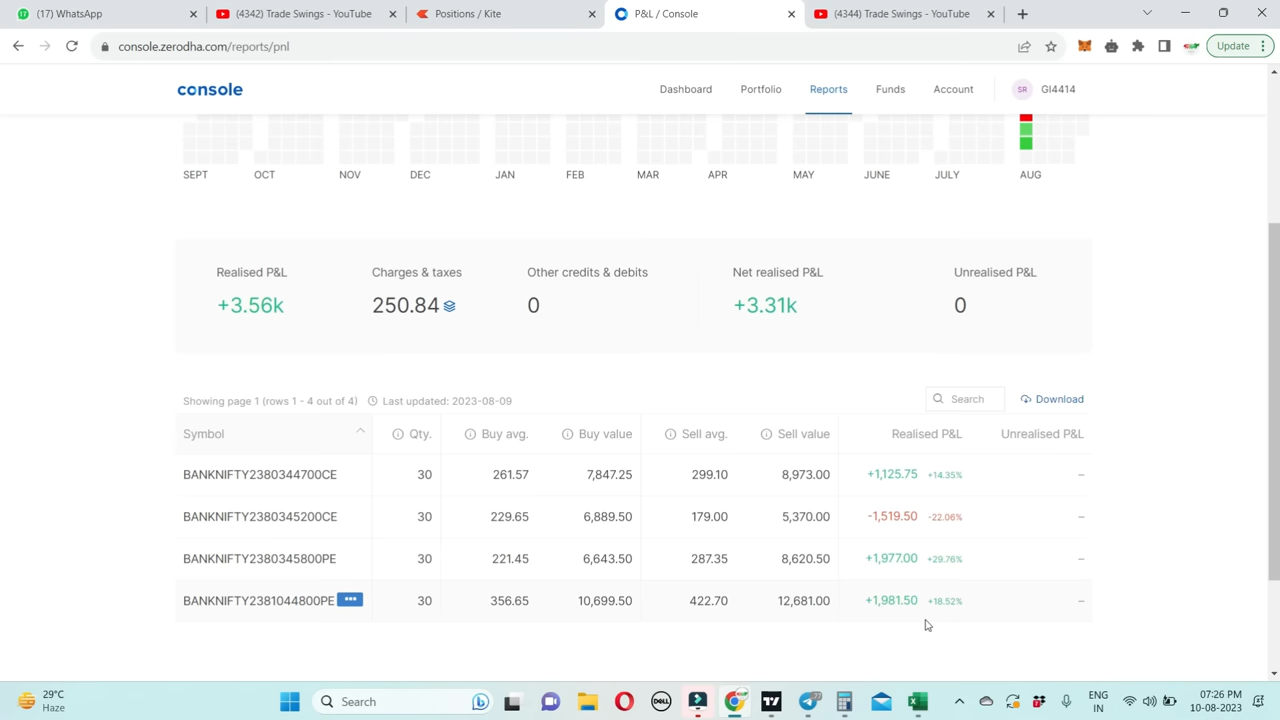 (17) WhatsApp
(4342) Trade Swings - YouTube
Positions / Kite
P&L / Console
(4344) Trade Swings - YouTube
console.zerodha.com/reports/pnl
Update
console
Dashboard Portfolio Reports Funds Account SR GI4414
SEPT OCT NOV DEC JAN FEB MAR APR MAY JUNE JULY AUG
Realised P&L Charges & taxes Other credits & debits Net realised P&L Unrealised P&L
+3.56k 250.84 0 +3.31k 0
Showing page 1 (rows 1 - 4 out of 4) Last updated: 2023-08-09 Search Download
Symbol Qty. Buy avg. Buy value Sell avg. Sell value Realised P&L Unrealised P&L
BANKNIFTY2380344700CE 30 261.57 7,847.25 299.10 8,973.00 +1,125.75 +14.35% –
BANKNIFTY2380345200CE 30 229.65 6,889.50 179.00 5,370.00 -1,519.50 -22.06% –
BANKNIFTY2380345800PE 30 221.45 6,643.50 287.35 8,620.50 +1,977.00 +29.76% –
BANKNIFTY2381044800PE ••• 30 356.65 10,699.50 422.70 12,681.00 +1,981.50 +18.52% –
29°C
Haze
Search
DELL
77
ENG
IN
07:26 PM
10-08-2023